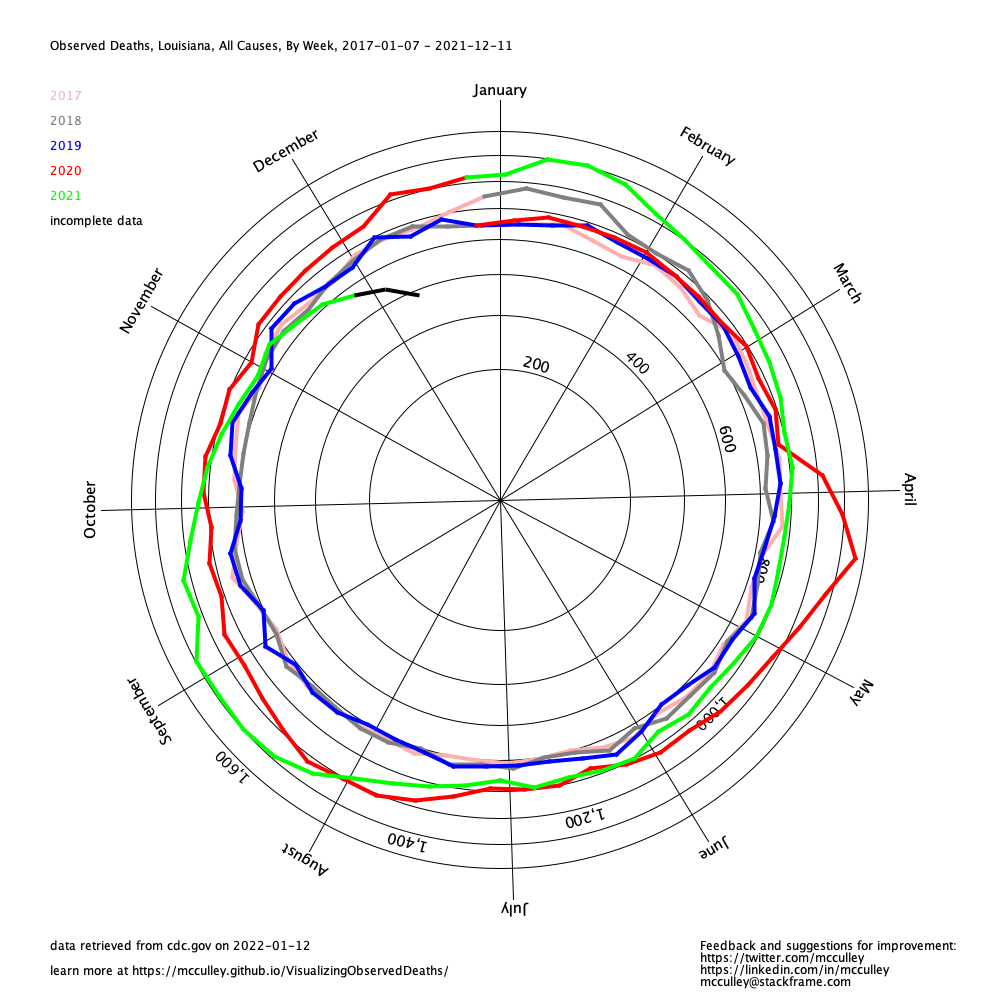 Observed Deaths, Louisiana, All Causes, By Week, 2017-01-07 - 2021-12-11
2017
2018
2019
2020
2021
incomplete data
January
February
March
April
May
June
July
August
September
October
November
December
200
400
600
800
1,000
1,200
1,400
1,600
data retrieved from cdc.gov on 2022-01-12
learn more at https://mcculley.github.io/VisualizingObservedDeaths/
Feedback and suggestions for improvement:
https://twitter.com/mcculley
https://linkedin.com/in/mcculley
mcculley@stackframe.com